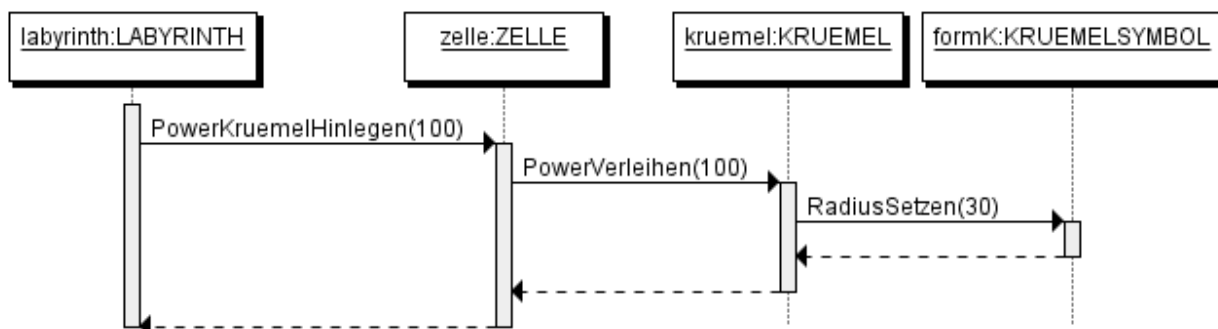 labyrinth:LABYRINTH
zelle:ZELLE
kruemel:KRUEMEL
formK:KRUEMELSYMBOL
PowerKruemelHinlegen(100)
PowerVerleihen(100)
RadiusSetzen(30)